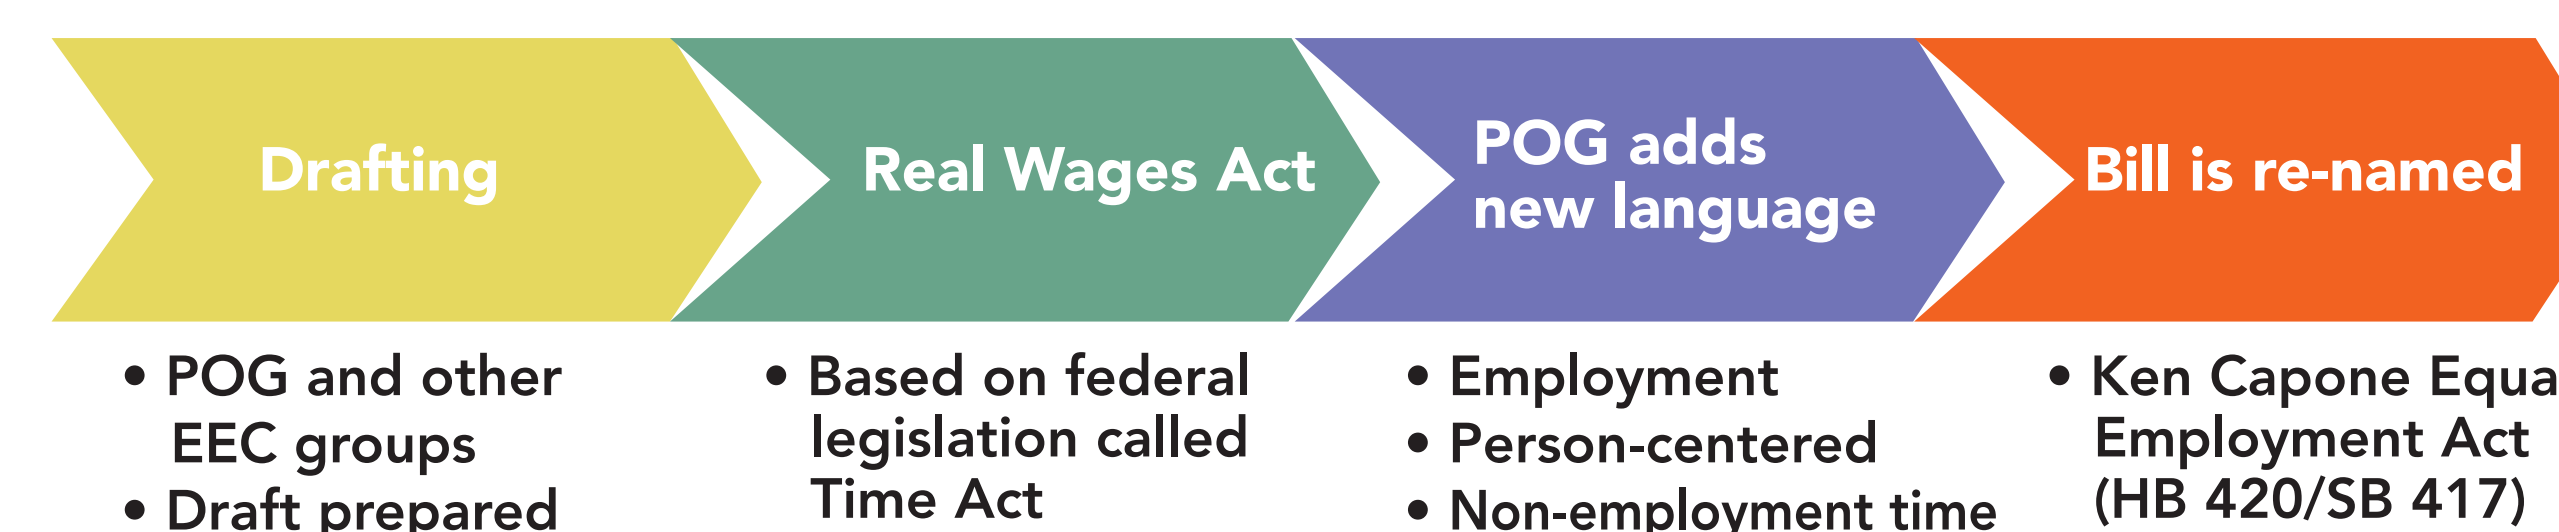 Drafting
Real Wages Act
POG adds
new language
Bill is re-named
• POG and other
EEC groups
• Draft prepared
• Based on federal
legislation called
Time Act
• Employment
• Person-centered
• Non-employment time
• Ken Capone Equa
Employment Act
(HB 420/SB 417)